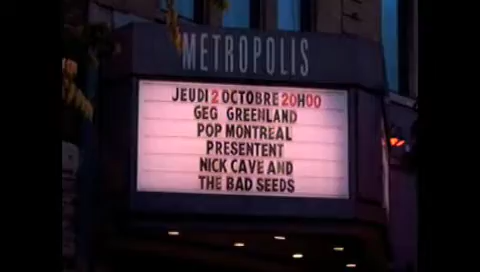 METROPOLIS
JEUDI 2 OCTOBRE 20H00
GEG GREENLAND
POP MONTREAL
PRESENTENT
NICK CAVE AND
THE BAD SEEDS